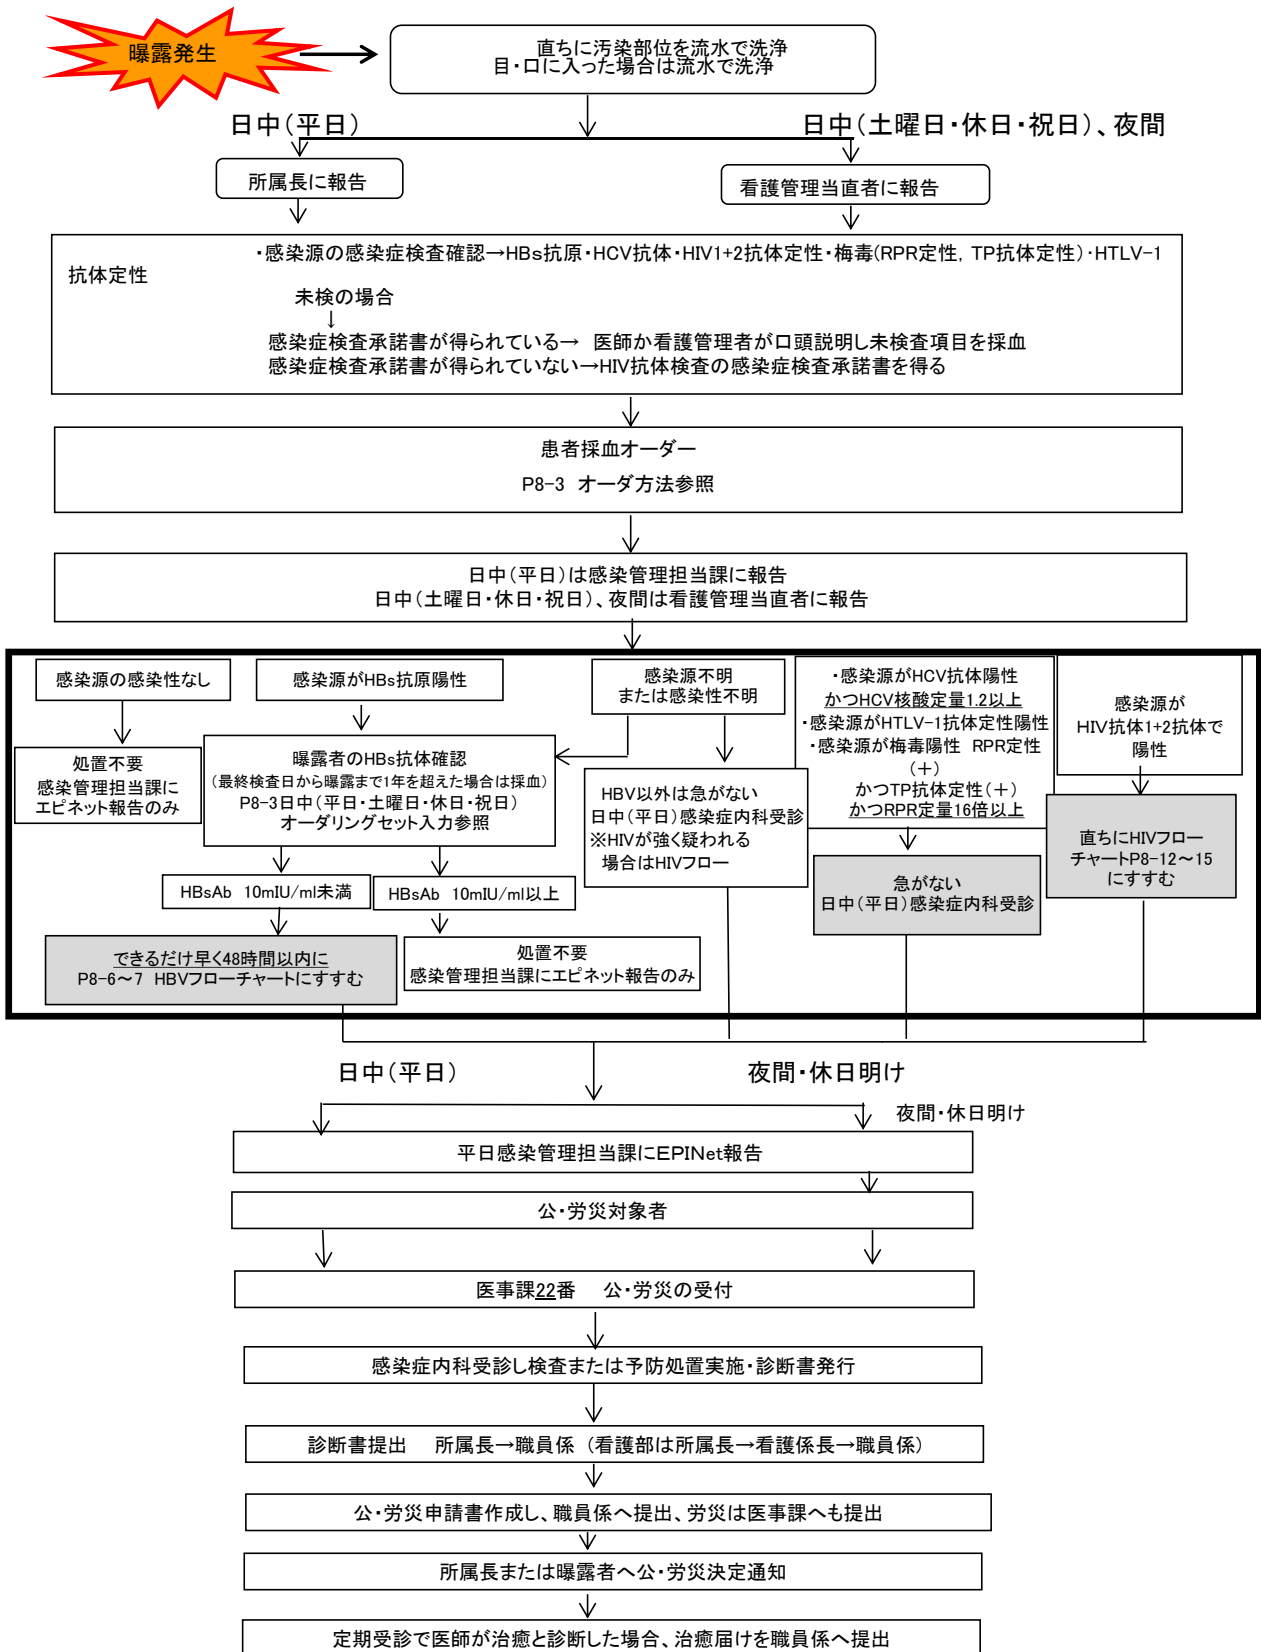 曝露発生
直ちに汚染部位を流水で洗浄
目・口に入った場合は流水で洗浄
日中（平日）
日中（土曜日・休日・祝日）、夜間
所属長に報告
看護管理当直者に報告
・感染源の感染症検査確認→HBs抗原・HCV抗体・HIV1+2抗体定性・梅毒(RPR定性, TP抗体定性)・HTLV-1
抗体定性
未検の場合
↓
感染症検査承諾書が得られている→ 医師か看護管理者が口頭説明し未検査項目を採血
感染症検査承諾書が得られていない→HIV抗体検査の感染症検査承諾書を得る
患者採血オーダー
P8-3 オーダ方法参照
日中（平日）は感染管理担当課に報告
日中（土曜日・休日・祝日）、夜間は看護管理当直者に報告
感染源の感染性なし
処置不要
感染管理担当課に
エピネット報告のみ
感染源がHBs抗原陽性
曝露者のHBs抗体確認
（最終検査日から曝露まで1年を超えた場合は採血）
P8-3日中（平日・土曜日・休日・祝日）
オーダリングセット入力参照
HBsAb 10mIU/ml未満
HBsAb 10mIU/ml以上
できるだけ早く48時間以内に
P8-6～7 HBVフローチャートにすすむ
処置不要
感染管理担当課にエピネット報告のみ
感染源不明
または感染性不明
HBV以外は急がない
日中（平日）感染症内科受診
※HIVが強く疑われる
場合はHIVフロー
・感染源がHCV抗体陽性
かつHCV核酸定量1.2以上
・感染源がHTLV-1抗体定性陽性
・感染源が梅毒陽性 RPR定性
（＋）
かつTP抗体定性（＋）
かつRPR定量16倍以上
急がない
日中（平日）感染症内科受診
感染源が
HIV抗体1+2抗体で
陽性
直ちにHIVフロー
チャートP8-12～15
にすすむ
日中（平日）
夜間・休日明け
夜間・休日明け
平日感染管理担当課にEPINet報告
公・労災対象者
医事課22番 公・労災の受付
感染症内科受診し検査または予防処置実施・診断書発行
診断書提出 所属長→職員係（看護部は所属長→看護係長→職員係）
公・労災申請書作成し、職員係へ提出、労災は医事課へも提出
所属長または曝露者へ公・労災決定通知
定期受診で医師が治癒と診断した場合、治癒届けを職員係へ提出